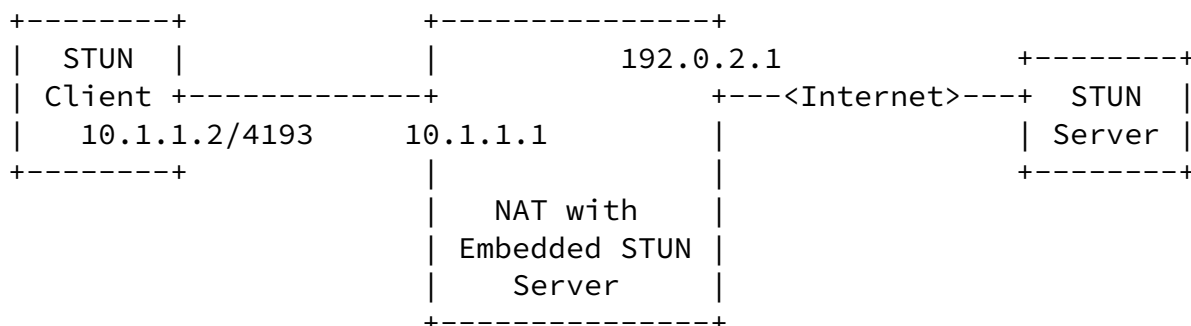 +--------+             +---------------+
|  STUN  |             |          192.0.2.1           +--------+
| Client +-------------+               +---<Internet>---+  STUN  |
|   10.1.1.2/4193     10.1.1.1         |                | Server |
+--------+             |               |                +--------+
|   NAT with    |
| Embedded STUN |
|    Server     |
+---------------+